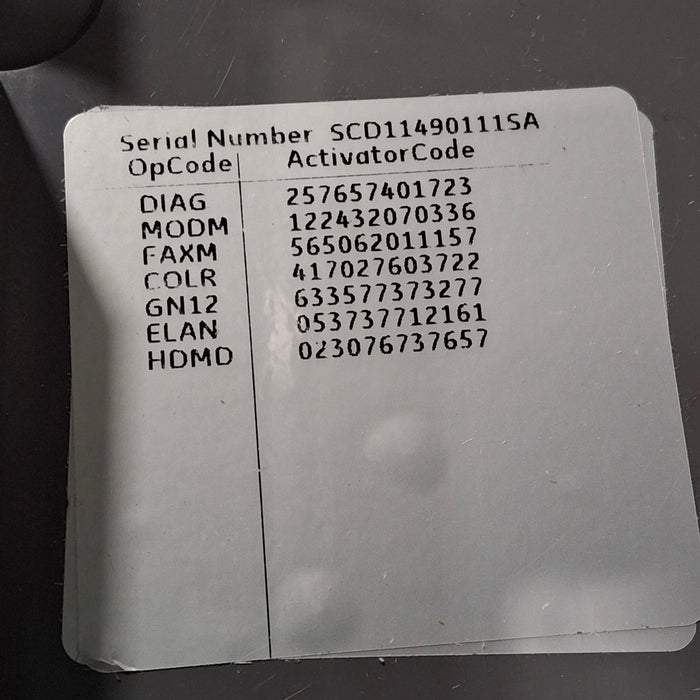 Serial Number SCD11490111SA
OpCode ActivatorCode
DIAG 257657401723
MODM 122432070336
FAXM 565062011157
COLR 417027603722
GN12 633577373277
ELAN 053737712161
HDMD 023076737657